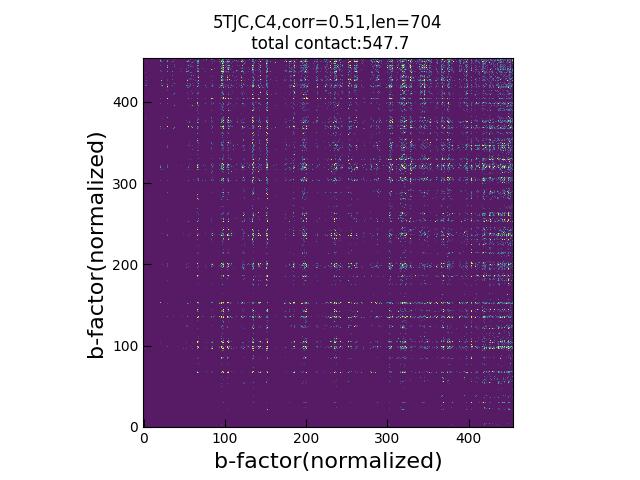 5TJC,C4,corr=0.51,len=704
total contact:547.7
400
300
200
100
0
b-factor(normalized)
0 100 200 300 400
b-factor(normalized)